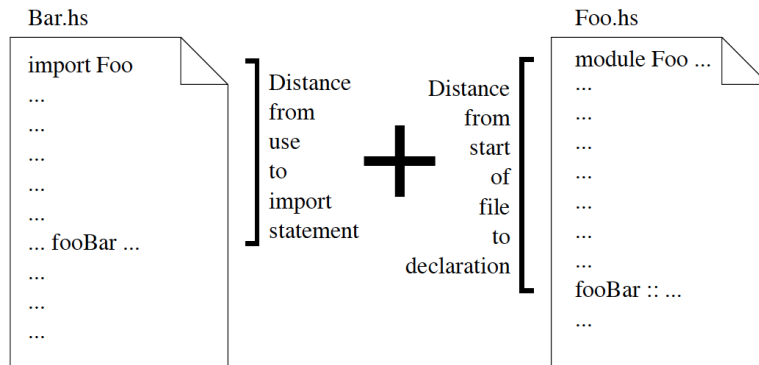 Bar.hs
import Foo
...
...
...
...
...
... fooBar ...
...
...
...
Distance
from
use
to
import
statement
+
Distance
from
start
of
file
to
declaration
Foo.hs
module Foo ...
...
...
...
...
...
...
...
fooBar :: ...
...